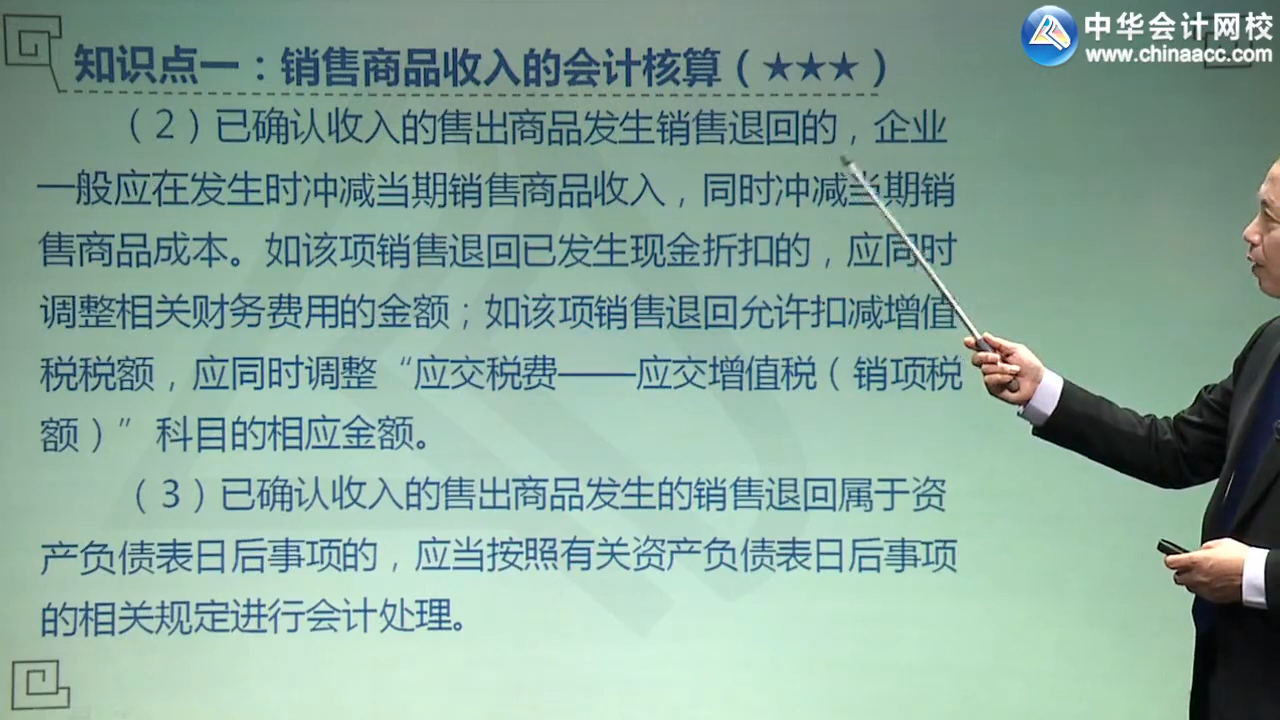 中华会计网校
www.chinaacc.com
知识点一：销售商品收入的会计核算（★★★）
（2）已确认收入的售出商品发生销售退回的，企业
一般应在发生时冲减当期销售商品收入，同时冲减当期销
售商品成本。如该项销售退回已发生现金折扣的，应同时
调整相关财务费用的金额；如该项销售退回允许扣减增值
税税额，应同时调整“应交税费——应交增值税（销项税
额）”科目的相应金额。
（3）已确认收入的售出商品发生的销售退回属于资
产负债表日后事项的，应当按照有关资产负债表日后事项
的相关规定进行会计处理。